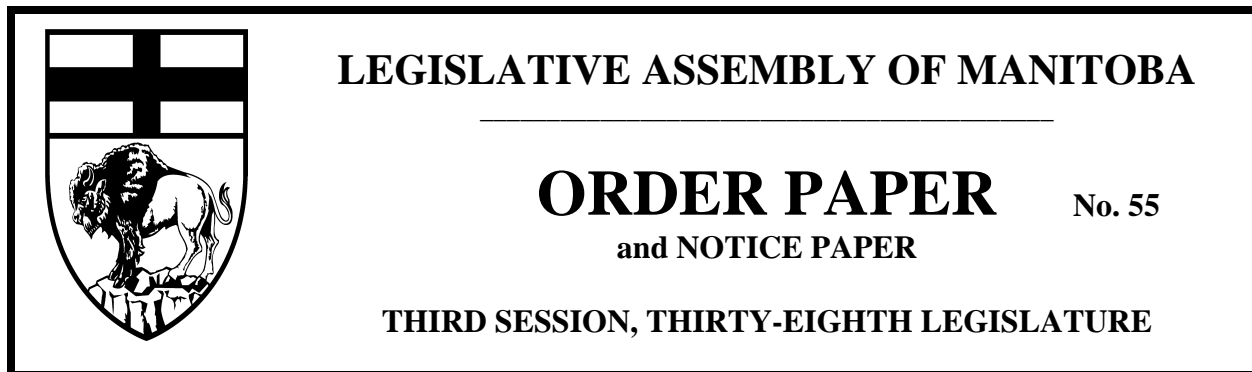 LEGISLATIVE ASSEMBLY OF MANITOBA
ORDER PAPER No. 55
and NOTICE PAPER
THIRD SESSION, THIRTY-EIGHTH LEGISLATURE